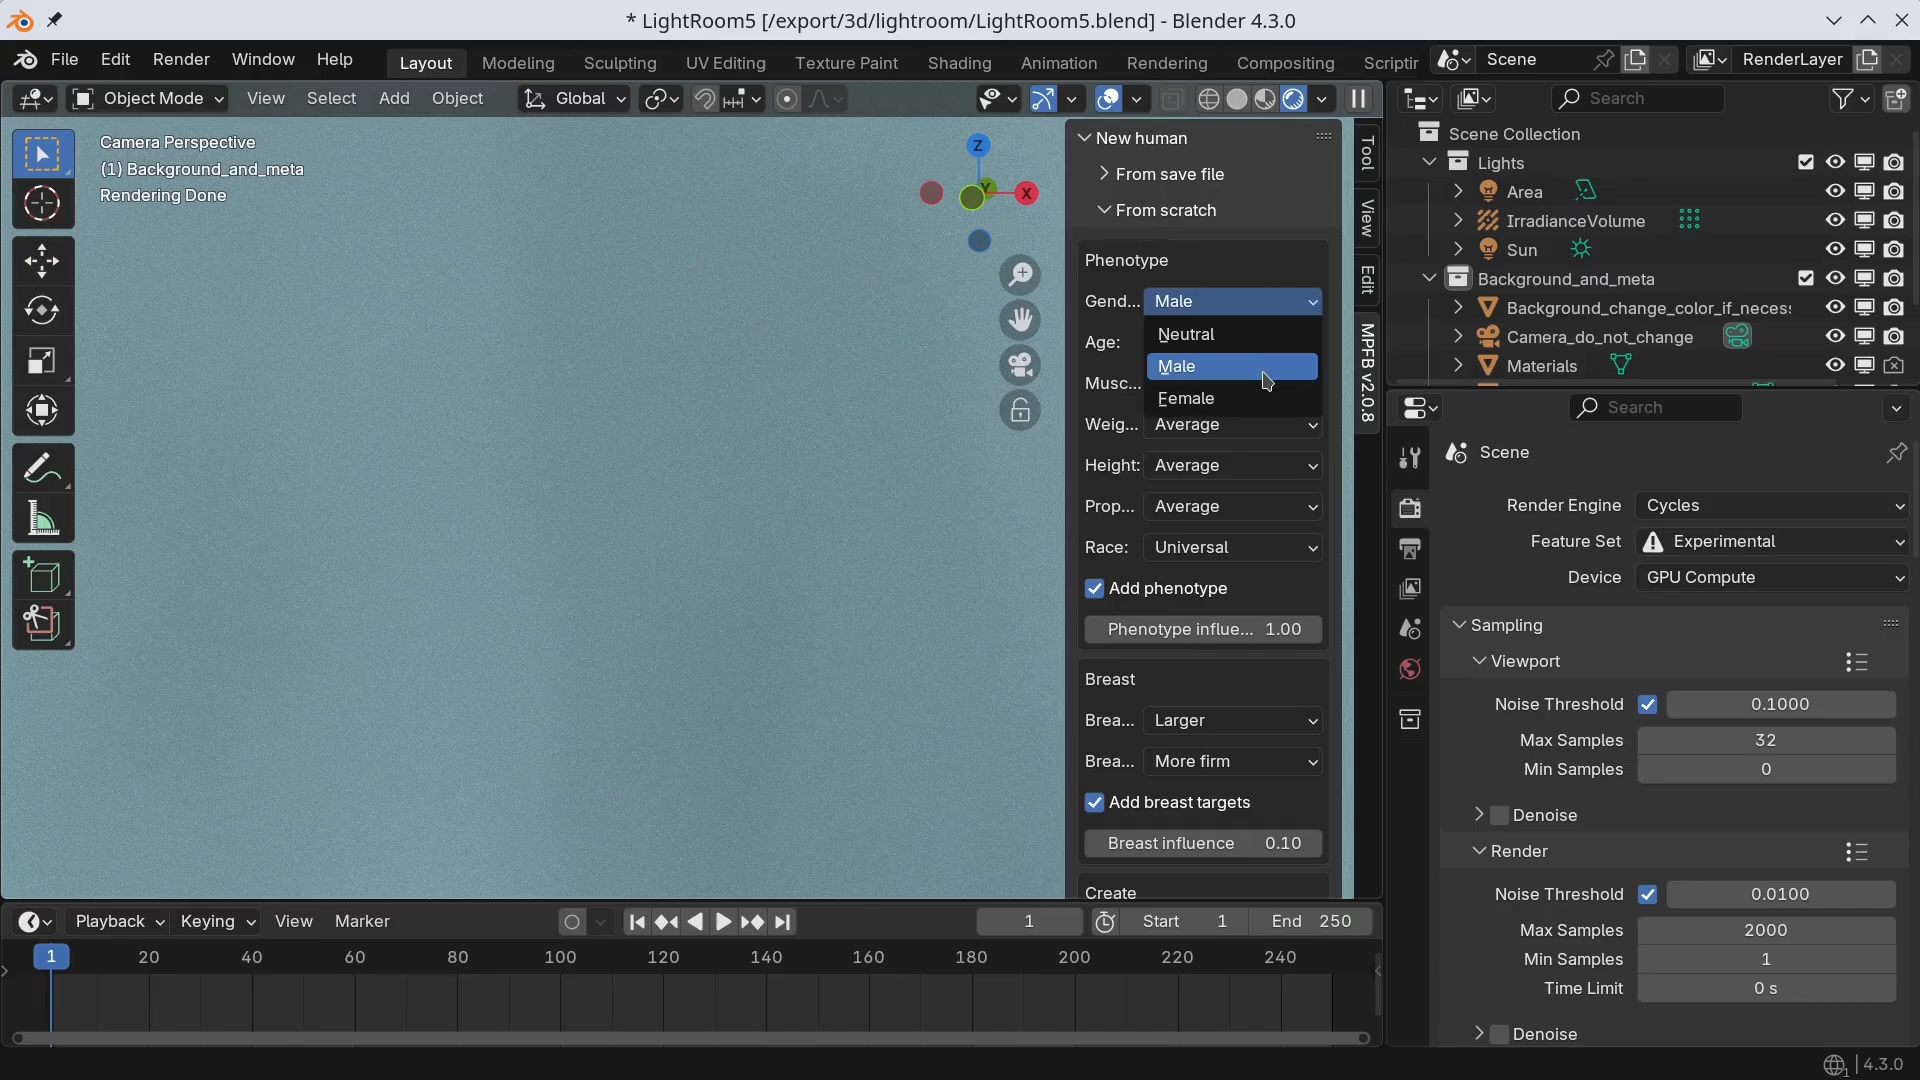 * LightRoom5 [/export/3d/lightroom/LightRoom5.blend] - Blender 4.3.0
File Edit Render Window Help Layout Modeling Sculpting UV Editing Texture Paint Shading Animation Rendering Compositing Scriptin Scene RenderLayer
Object Mode View Select Add Object Global Search
Camera Perspective
(1) Background_and_meta
Rendering Done
Z
Y
X
New human
From save file
From scratch
Phenotype
Gend... Male
Neutral
Age:
Male
Musc...
Female
Weig... Average
Height: Average
Prop... Average
Race: Universal
Add phenotype
Phenotype influe... 1.00
Breast
Brea... Larger
Brea... More firm
Add breast targets
Breast influence 0.10
Create
Tool
View
Edit
MPFB v2.0.8
Scene Collection
Lights
Area
IrradianceVolume
Sun
Background_and_meta
Background_change_color_if_necess
Camera_do_not_change
Materials
Search
Scene
Render Engine Cycles
Feature Set Experimental
Device GPU Compute
Sampling
Viewport
Noise Threshold 0.1000
Max Samples 32
Min Samples 0
Denoise
Render
Noise Threshold 0.0100
Max Samples 2000
Min Samples 1
Time Limit 0 s
Denoise
Playback Keying View Marker 1 Start 1 End 250
1 20 40 60 80 100 120 140 160 180 200 220 240
1 4.3.0